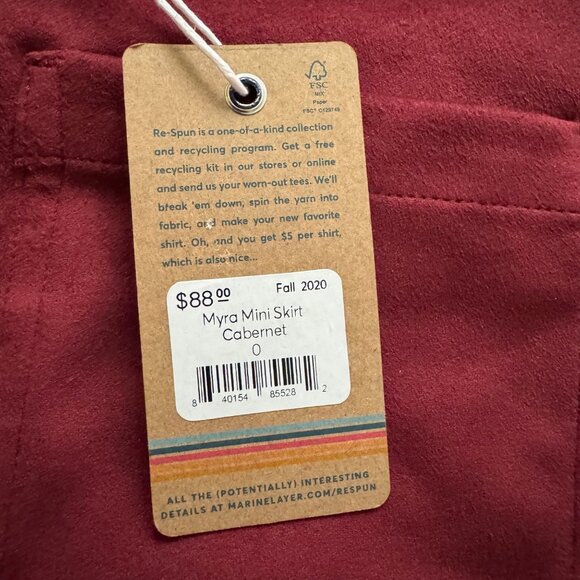 FSC
MIX
Paper
FSC® C129749
Re-Spun is a one-of-a-kind collection
and recycling program. Get a free
recycling kit in our stores or online
and send us your worn-out tees. We'll
break 'em down, spin the yarn into
fabric, and make your new favorite
shirt. Oh, and you get $5 per shirt,
which is also nice...
$88.00 Fall 2020
Myra Mini Skirt
Cabernet
0
8 40154 85528 2
ALL THE (POTENTIALLY) INTERESTING
DETAILS AT MARINELAYER.COM/RESPUN